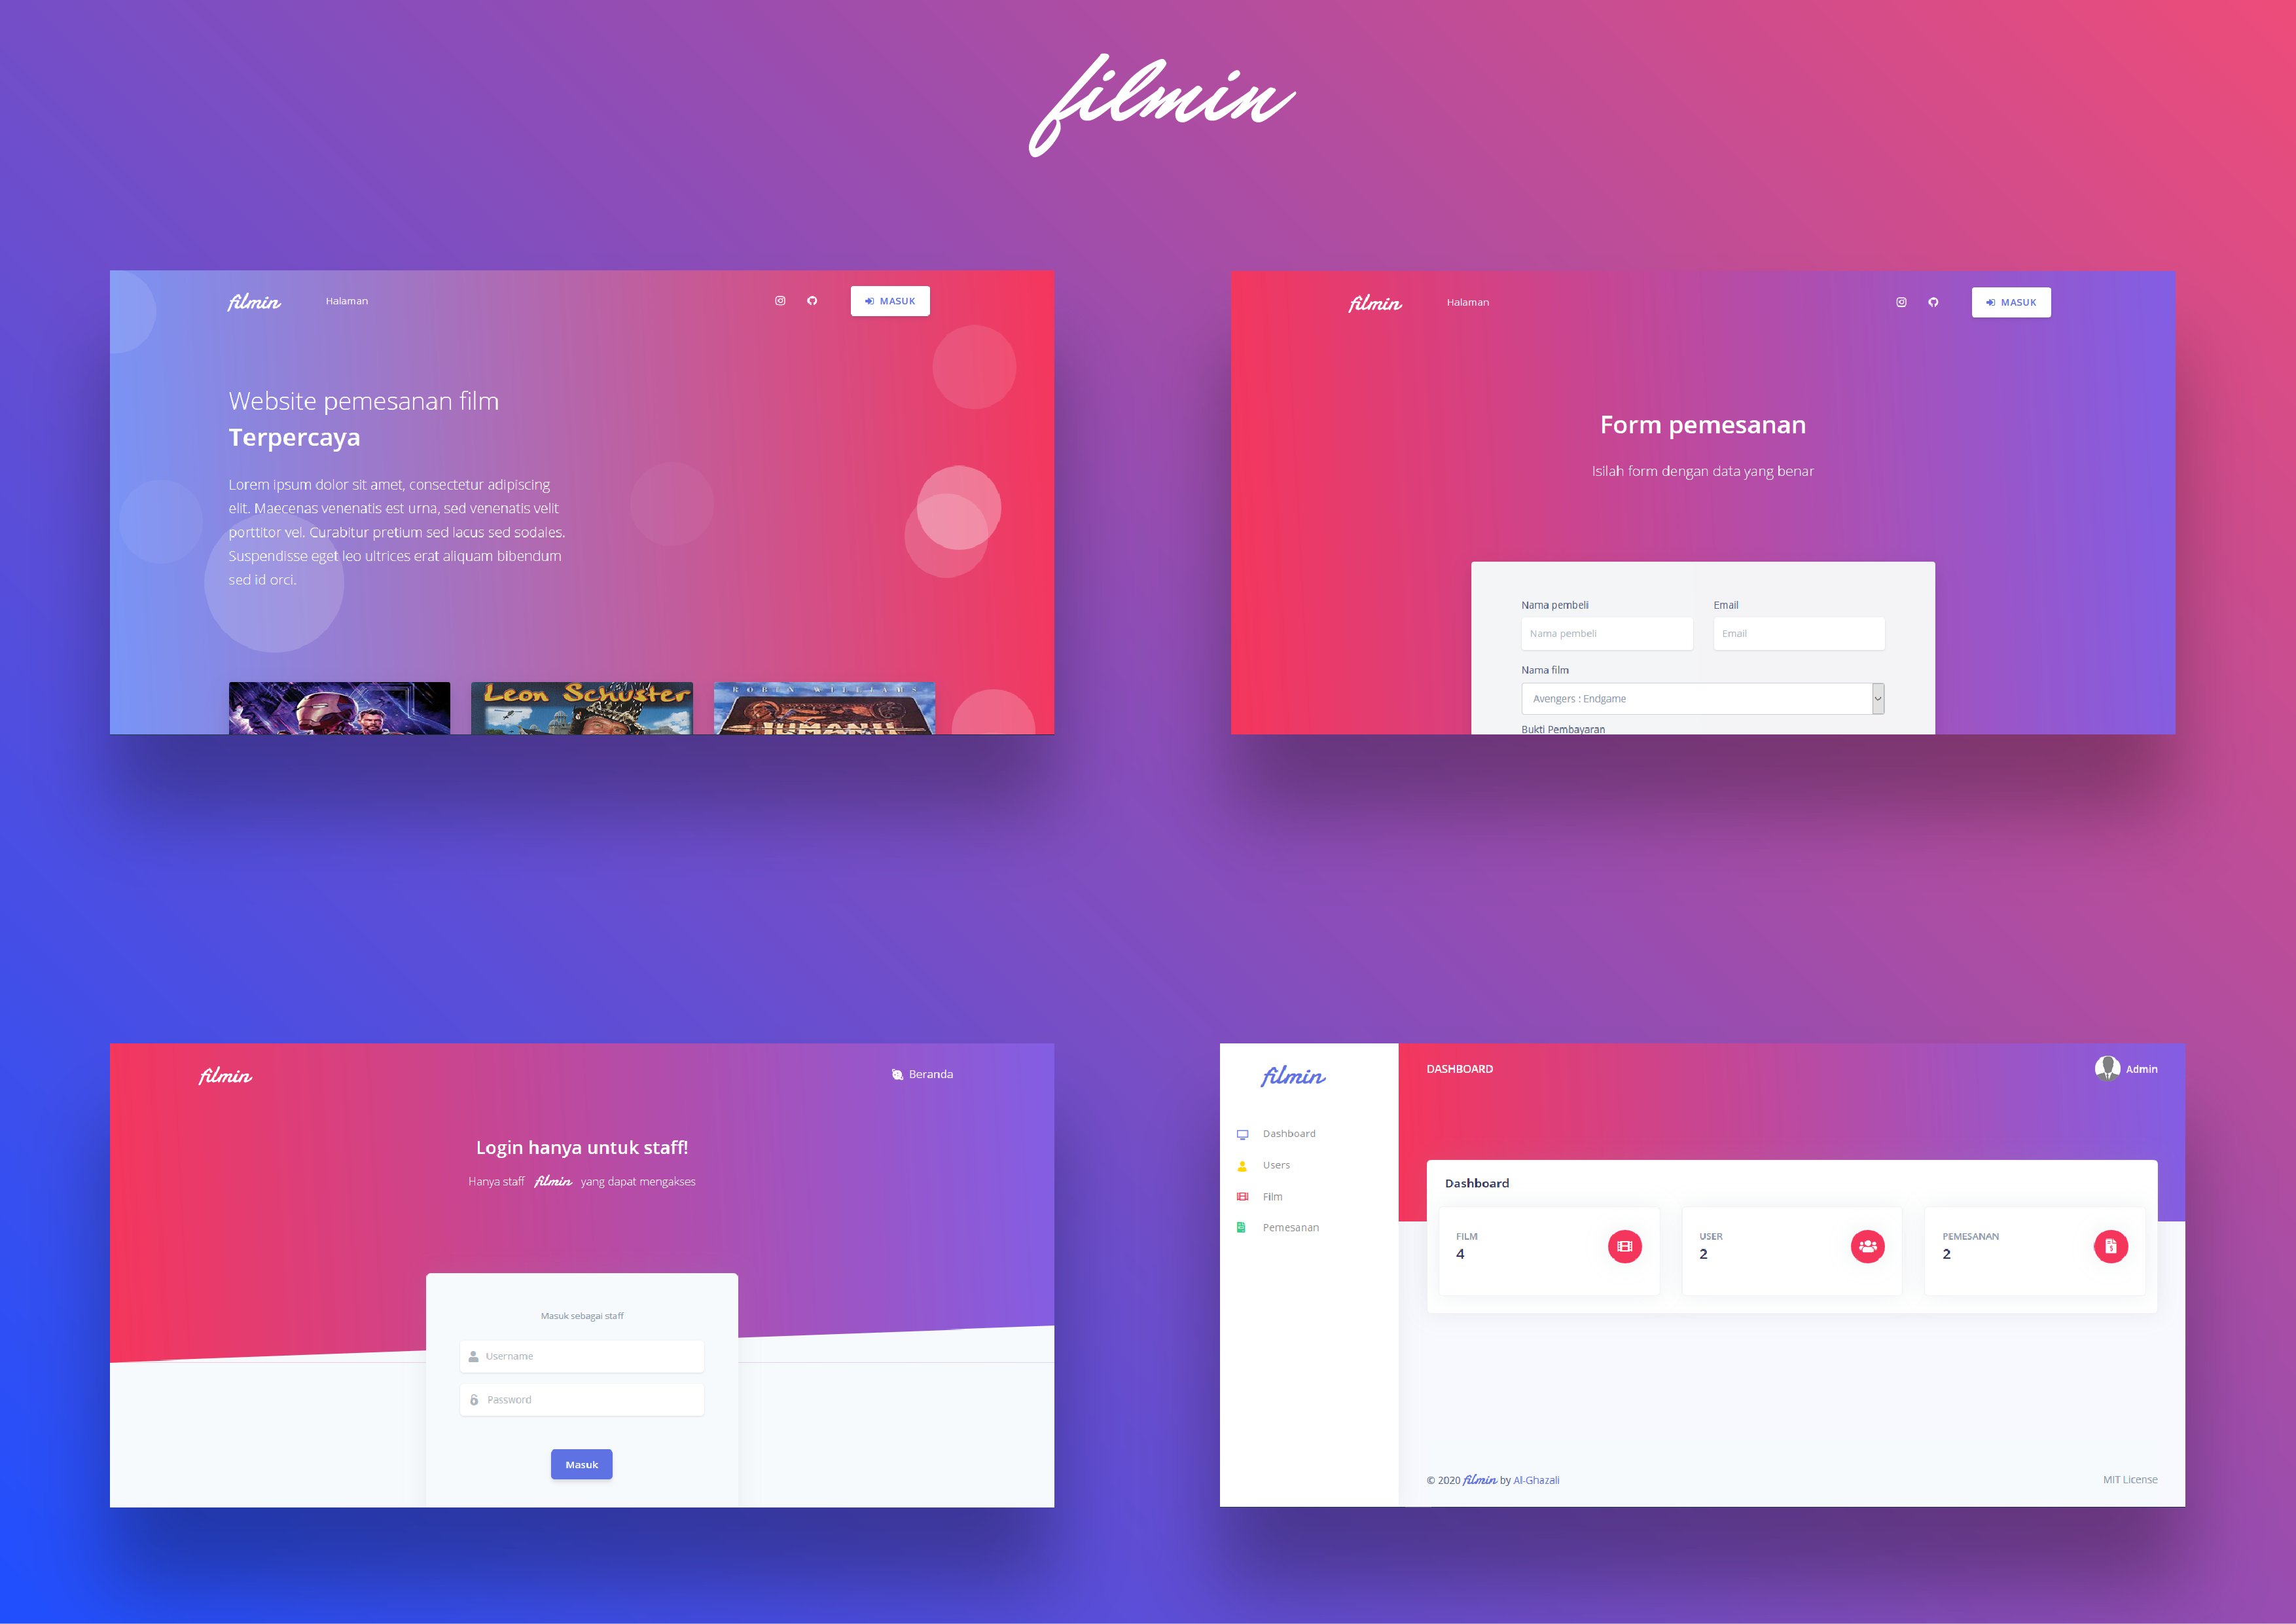 filmin
filmin Halaman MASUK
Website pemesanan film
Terpercaya
Lorem ipsum dolor sit amet, consectetur adipiscing
elit. Maecenas venenatis est urna, sed venenatis velit
porttitor vel. Curabitur pretium sed lacus sed sodales.
Suspendisse eget leo ultrices erat aliquam bibendum
sed id orci.
Leon Schuster
ROBIN WILLIAMS
JUMANJI
filmin Halaman MASUK
Form pemesanan
Isilah form dengan data yang benar
Nama pembeli Email
Nama pembeli Email
Nama film
Avengers : Endgame
Bukti Pembayaran
filmin Beranda
Login hanya untuk staff!
Hanya staff filmin yang dapat mengakses
Masuk sebagai staff
Username
Password
Masuk
filmin
Dashboard
Users
Film
Pemesanan
DASHBOARD Admin
Dashboard
FILM
4
USER
2
PEMESANAN
2
© 2020 filmin by Al-Ghazali MIT License